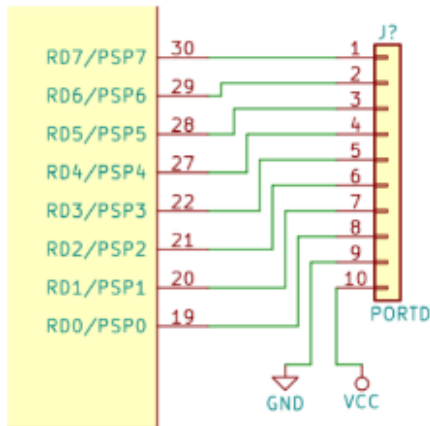 J?
RD7/PSP7 30 1
RD6/PSP6 29 2
RD5/PSP5 28 3
RD4/PSP4 27 4
RD3/PSP3 22 5
RD2/PSP2 21 6
RD1/PSP1 20 7
RD0/PSP0 19 8
9
10
PORTD
GND VCC